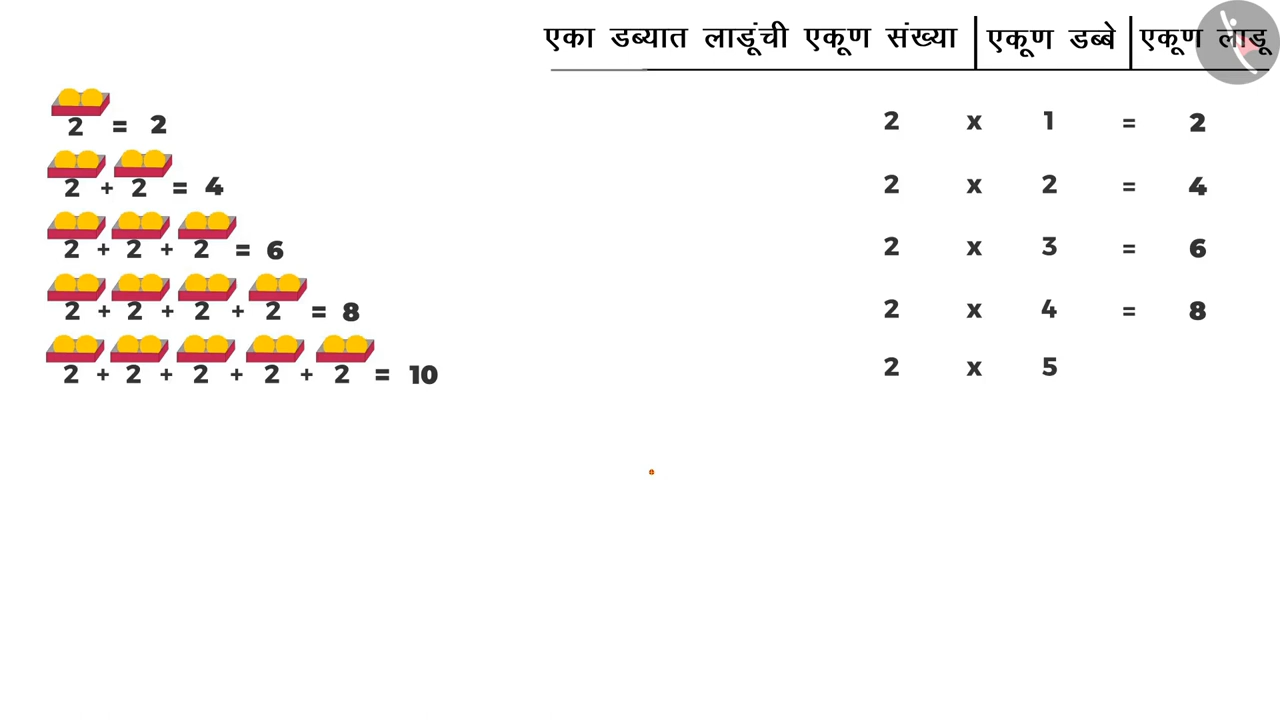 एका डब्यात लाडूंची एकूण संख्या | एकूण डब्बे | एकूण लाडू
2 = 2
2 x 1 = 2
2 + 2 = 4
2 x 2 = 4
2 + 2 + 2 = 6
2 x 3 = 6
2 + 2 + 2 + 2 = 8
2 x 4 = 8
2 + 2 + 2 + 2 + 2 = 10
2 x 5